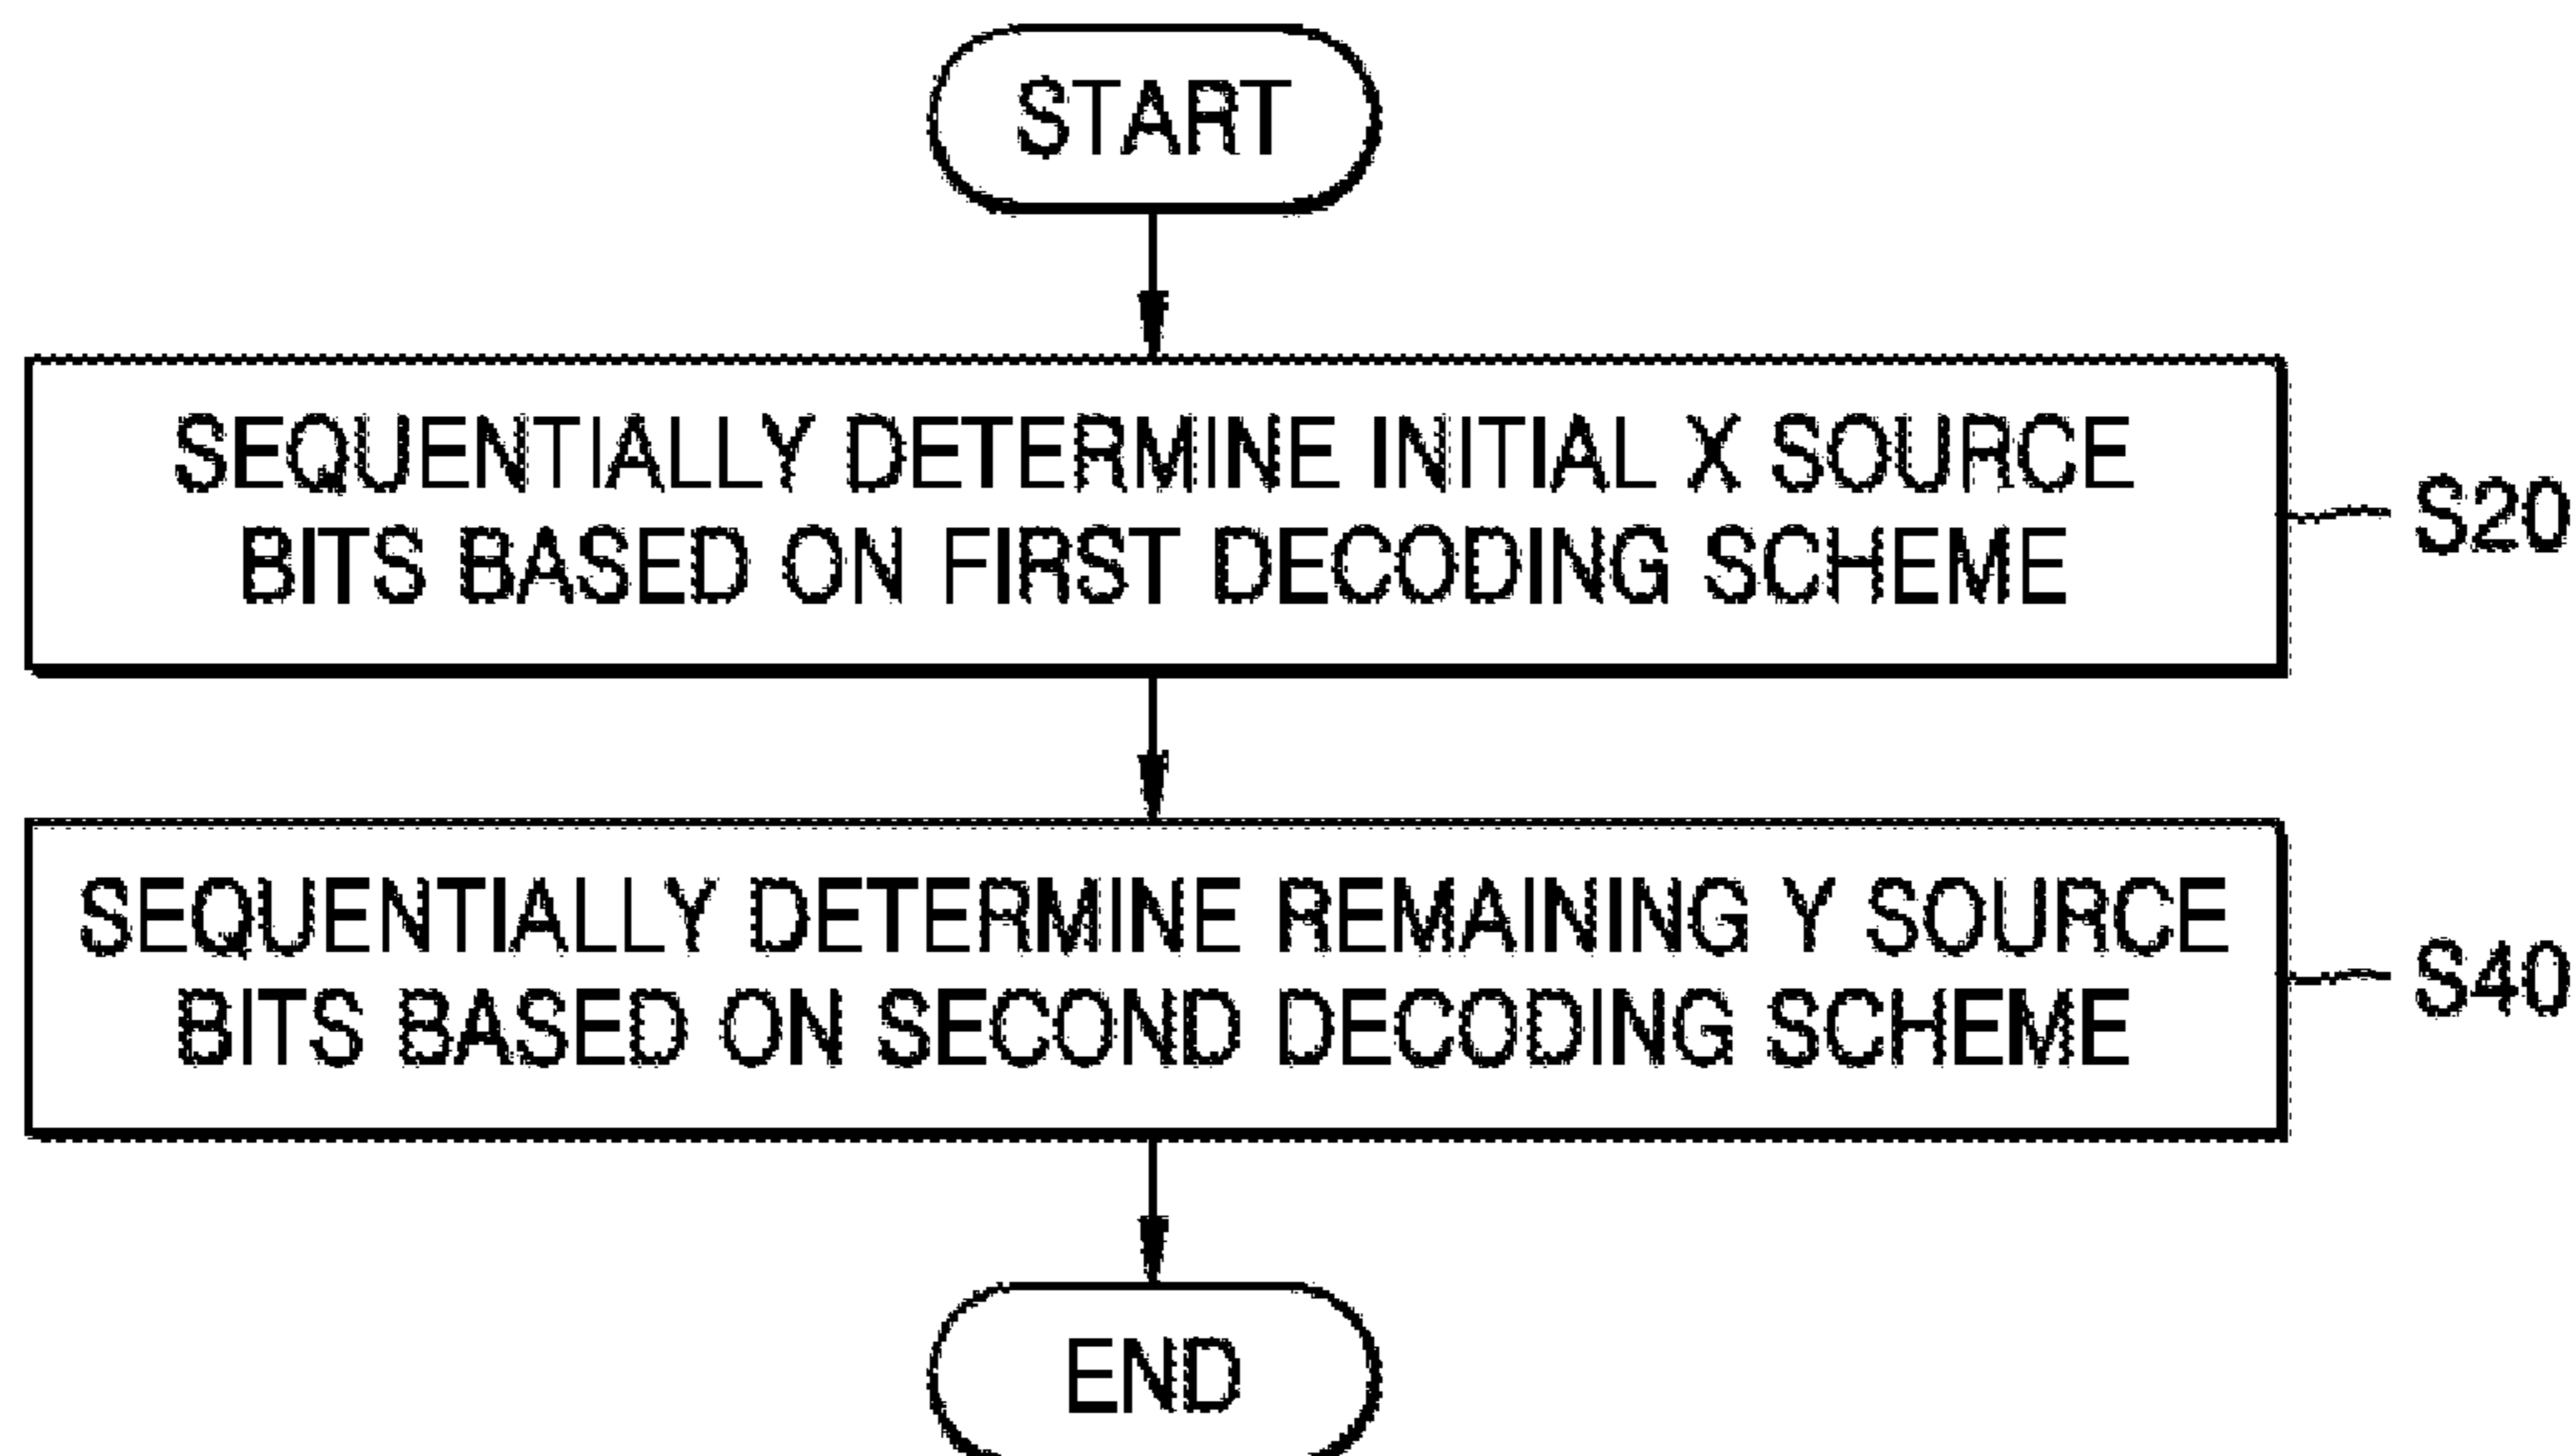 START
SEQUENTIALLY DETERMINE INITIAL X SOURCE
BITS BASED ON FIRST DECODING SCHEME
S20
SEQUENTIALLY DETERMINE REMAINING Y SOURCE
BITS BASED ON SECOND DECODING SCHEME
S40
END